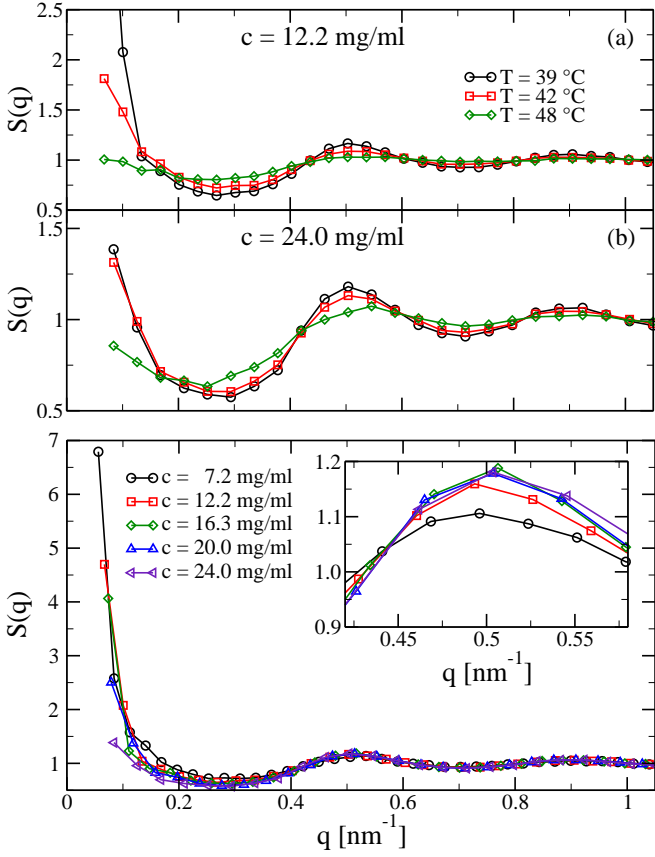 2.5
c = 12.2 mg/ml (a)
2
T = 39 °C
T = 42 °C
T = 48 °C
S(q)
1.5
1
0.5
1.5
c = 24.0 mg/ml (b)
S(q)
1
0.5
7
6
5
4
3
2
1
S(q)
c = 7.2 mg/ml
c = 12.2 mg/ml
c = 16.3 mg/ml
c = 20.0 mg/ml
c = 24.0 mg/ml
1.2
1.1
1.0
0.9
0.45 0.5 0.55
q [nm⁻¹]
0 0.2 0.4 0.6 0.8 1
q [nm⁻¹]